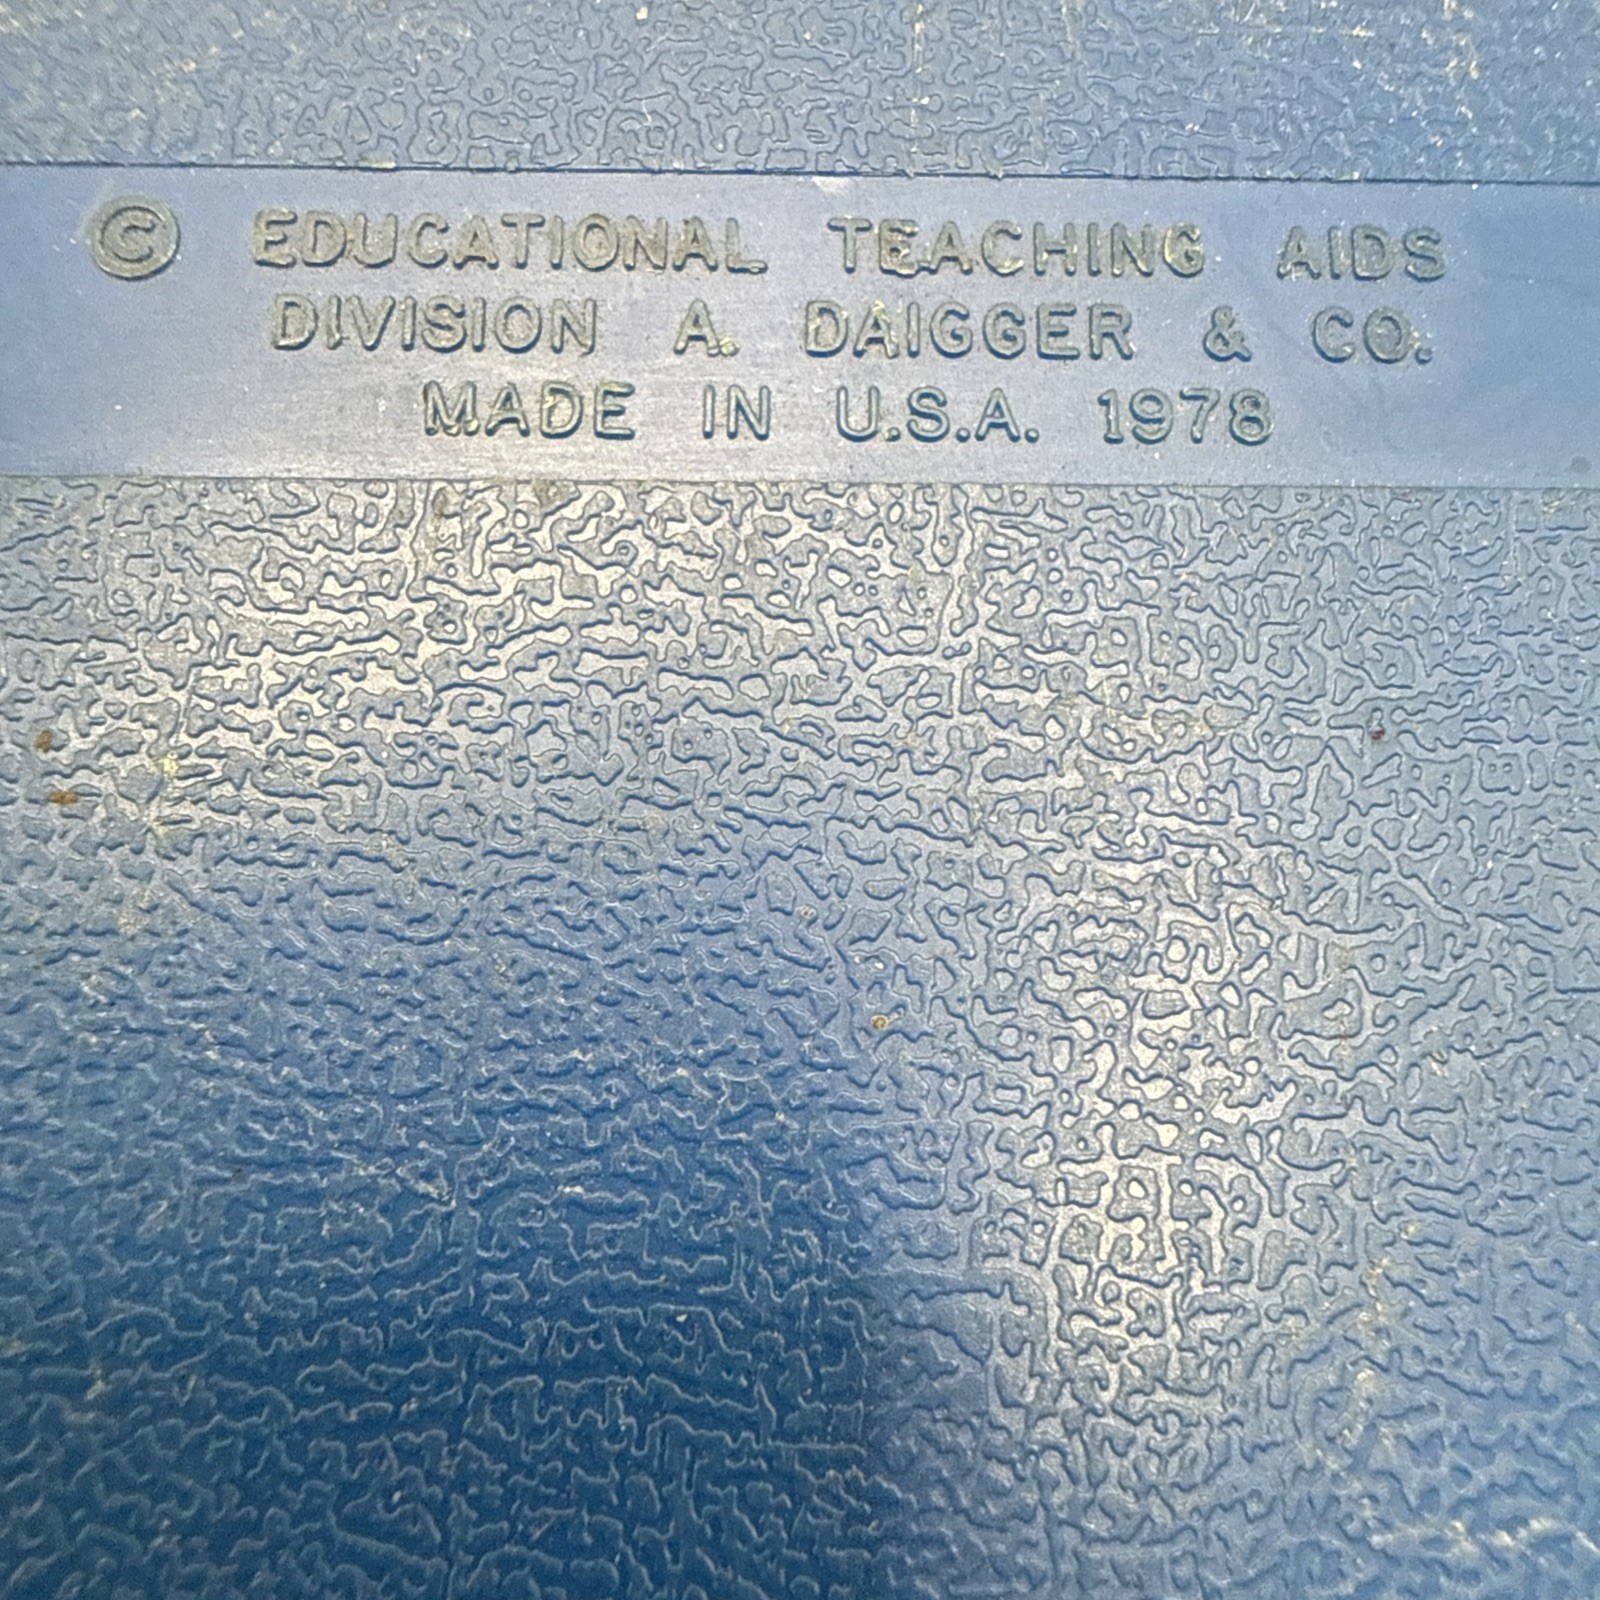 © EDUCATIONAL TEACHING AIDS
DIVISION A. DAIGGER & CO.
MADE IN U.S.A. 1978